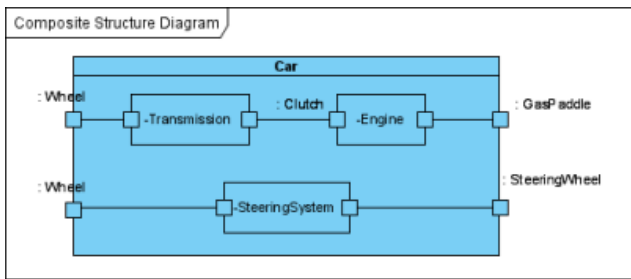 Composite Structure Diagram
Car
: Wheel
-Transmission
: Clutch
-Engine
: GasPaddle
: Wheel
-SteeringSystem
: SteeringWheel